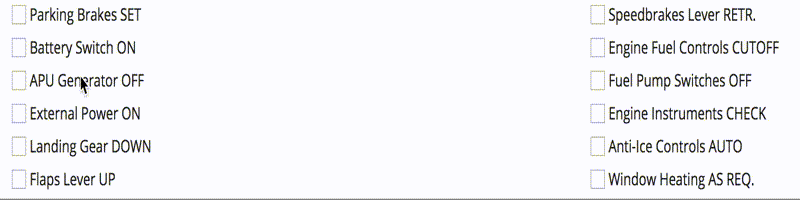 Parking Brakes SET
Battery Switch ON
APU Generator OFF
External Power ON
Landing Gear DOWN
Flaps Lever UP
Speedbrakes Lever RETR.
Engine Fuel Controls CUTOFF
Fuel Pump Switches OFF
Engine Instruments CHECK
Anti-Ice Controls AUTO
Window Heating AS REQ.